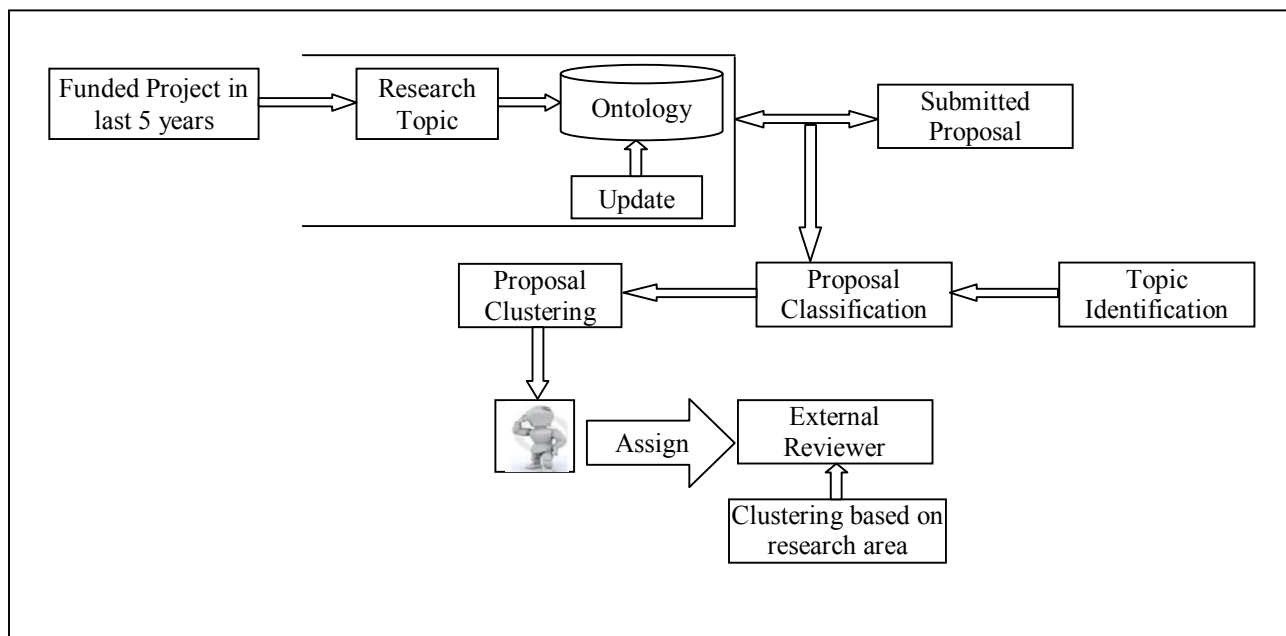 Funded Project in
last 5 years
Research
Topic
Ontology
Update
Submitted
Proposal
Proposal
Clustering
Proposal
Classification
Topic
Identification
Assign
External
Reviewer
Clustering based on
research area